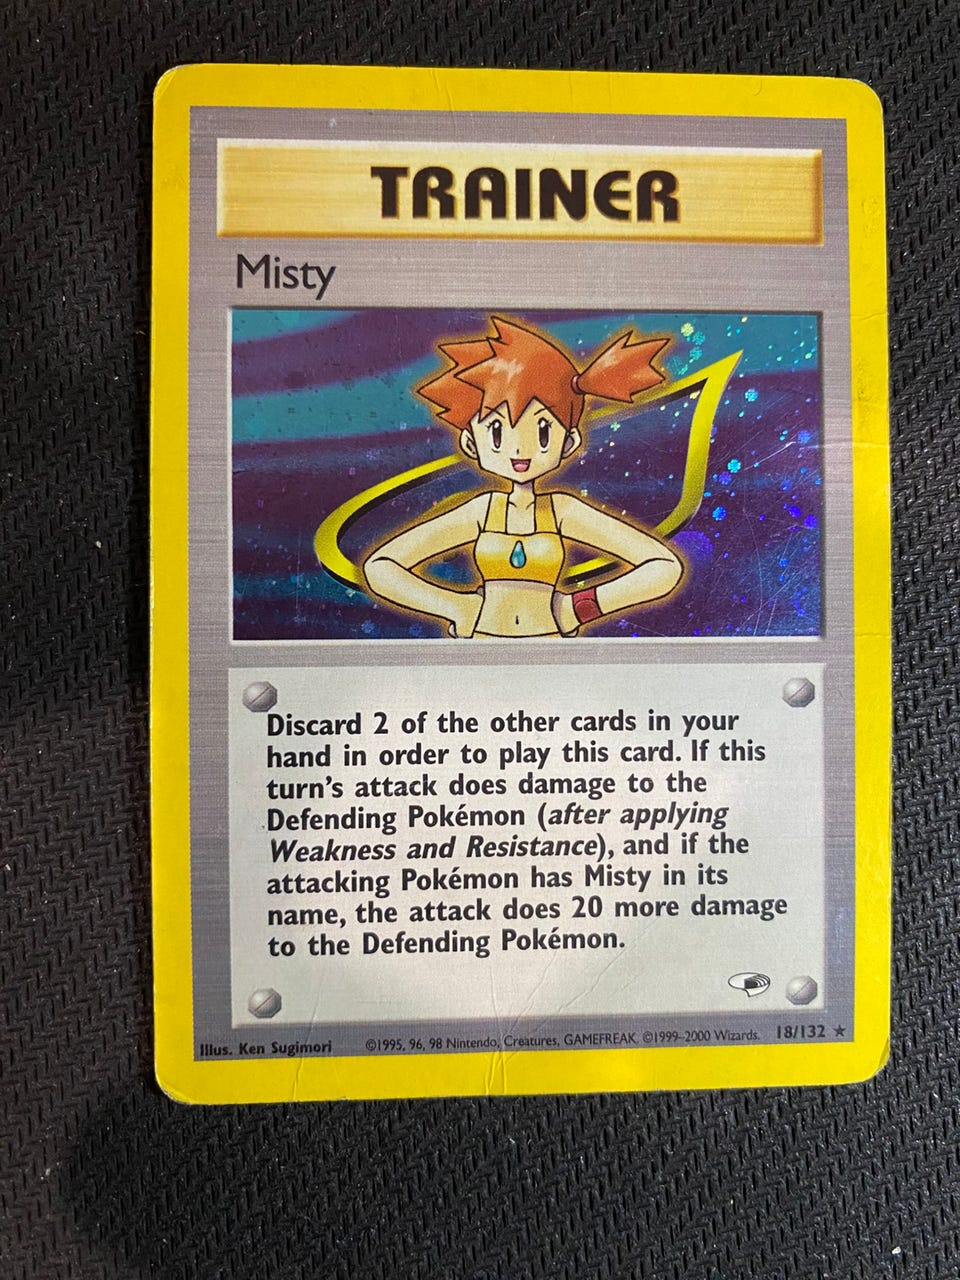 TRAINER
Misty
Discard 2 of the other cards in your
hand in order to play this card. If this
turn's attack does damage to the
Defending Pokémon (after applying
Weakness and Resistance), and if the
attacking Pokémon has Misty in its
name, the attack does 20 more damage
to the Defending Pokémon.
Illus. Ken Sugimori ©1995, 96, 98 Nintendo, Creatures, GAMEFREAK. ©1999–2000 Wizards. 18/132 ★